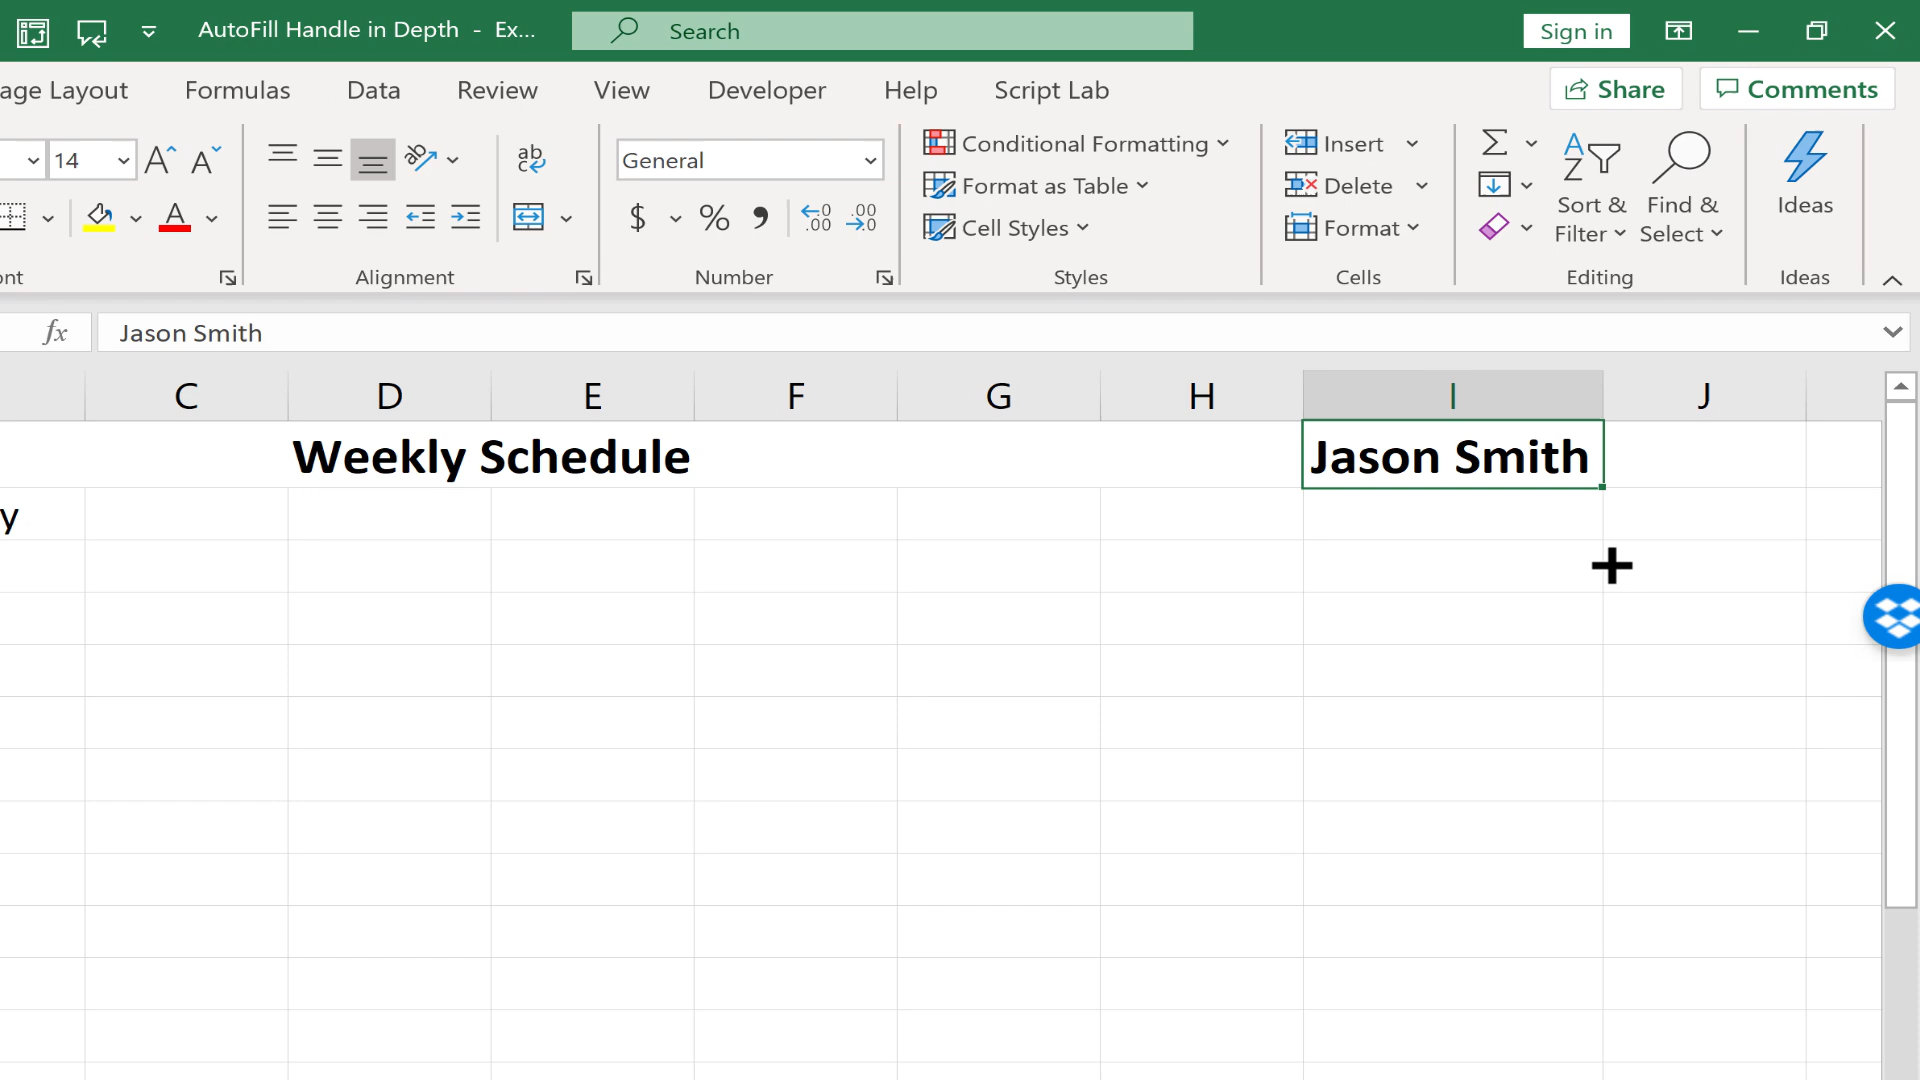 AutoFill Handle in Depth - Ex...
Search
Sign in
age Layout
Formulas
Data
Review
View
Developer
Help
Script Lab
Share
Comments
14
General
Conditional Formatting
Format as Table
Cell Styles
Insert
Delete
Format
Sort & Filter
Find & Select
Ideas
ont
Alignment
Number
Styles
Cells
Editing
Ideas
fx
Jason Smith
C D E F G H I J
Weekly Schedule
Jason Smith
y